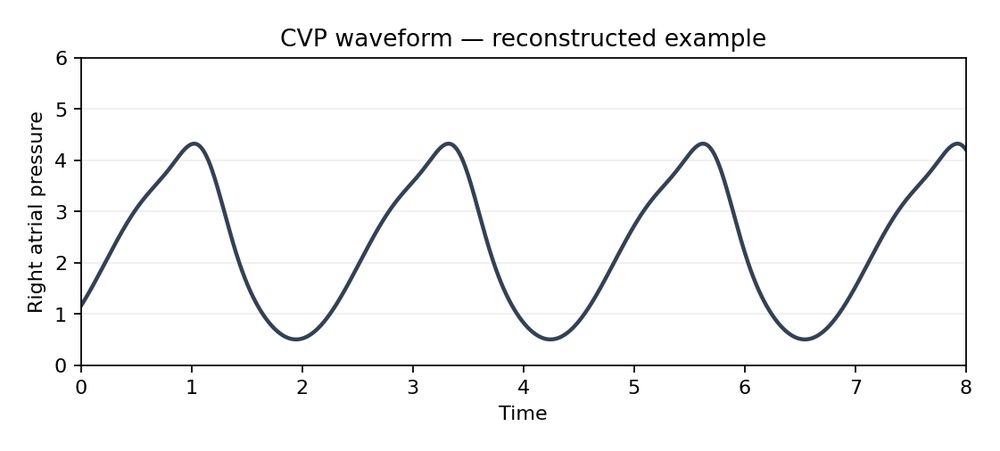 CVP waveform — reconstructed example
6
5
4
3
2
1
0
Right atrial pressure
0 1 2 3 4 5 6 7 8
Time